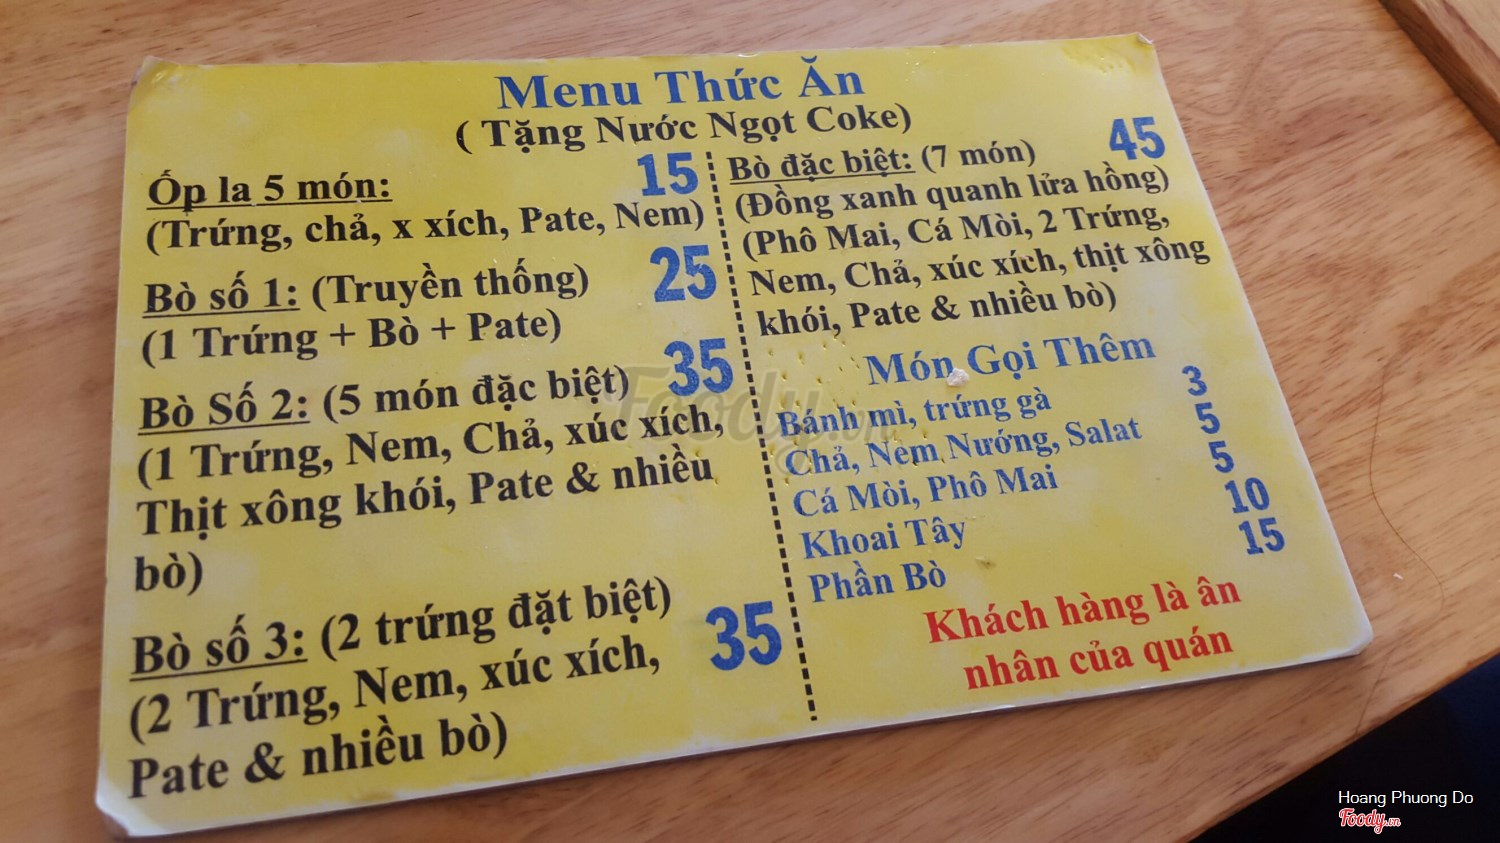 Menu Thức Ăn
( Tặng Nước Ngọt Coke)
Ốp la 5 món: 15
(Trứng, chả, x xích, Pate, Nem)
Bò số 1: (Truyền thống) 25
(1 Trứng + Bò + Pate)
Bò Số 2: (5 món đặc biệt) 35
(1 Trứng, Nem, Chả, xúc xích,
Thịt xông khói, Pate & nhiều
bò)
Bò số 3: (2 trứng đặt biệt) 35
(2 Trứng, Nem, xúc xích,
Pate & nhiều bò)
Bò đặc biệt: (7 món) 45
(Đồng xanh quanh lửa hồng)
(Phô Mai, Cá Mòi, 2 Trứng,
Nem, Chả, xúc xích, thịt xông
khói, Pate & nhiều bò)
Món Gọi Thêm
Bánh mì, trứng gà 3
Chả, Nem Nướng, Salat 5
Cá Mòi, Phô Mai 5
Khoai Tây 10
Phần Bò 15
Khách hàng là ân
nhân của quán
Foody.vn
Hoang Phuong Do
Foody.vn